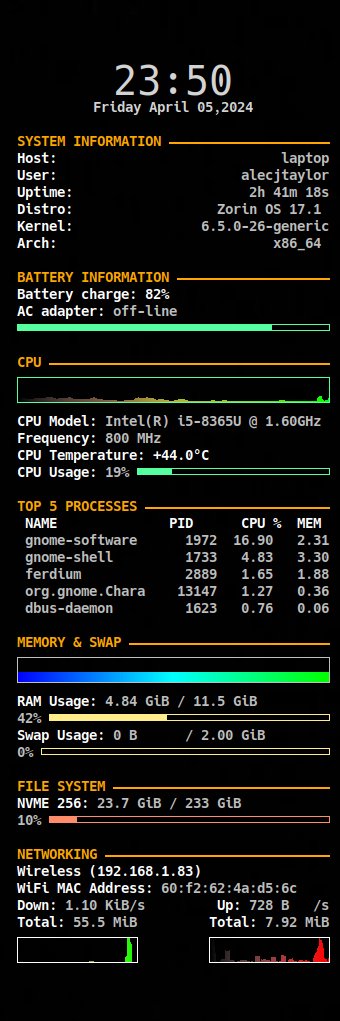 23:50
Friday April 05,2024
SYSTEM INFORMATION
Host: laptop
User: alecjtaylor
Uptime: 2h 41m 18s
Distro: Zorin OS 17.1
Kernel: 6.5.0-26-generic
Arch: x86_64
BATTERY INFORMATION
Battery charge: 82%
AC adapter: off-line
CPU
CPU Model: Intel(R) i5-8365U @ 1.60GHz
Frequency: 800 MHz
CPU Temperature: +44.0°C
CPU Usage: 19%
TOP 5 PROCESSES
NAME PID CPU % MEM
gnome-software 1972 16.90 2.31
gnome-shell 1733 4.83 3.30
ferdium 2889 1.65 1.88
org.gnome.Chara 13147 1.27 0.36
dbus-daemon 1623 0.76 0.06
MEMORY & SWAP
RAM Usage: 4.84 GiB / 11.5 GiB
42%
Swap Usage: 0 B / 2.00 GiB
0%
FILE SYSTEM
NVME 256: 23.7 GiB / 233 GiB
10%
NETWORKING
Wireless (192.168.1.83)
WiFi MAC Address: 60:f2:62:4a:d5:6c
Down: 1.10 KiB/s Up: 728 B /s
Total: 55.5 MiB Total: 7.92 MiB